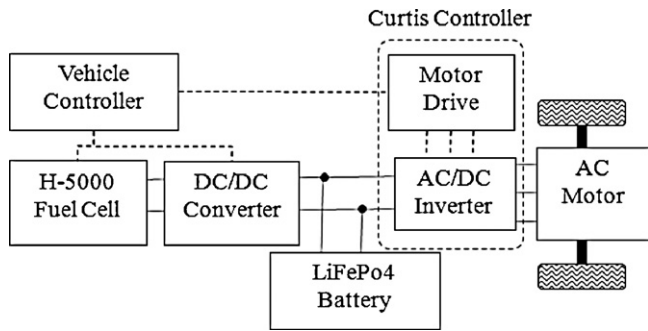 Curtis Controller
Vehicle
Controller
Motor
Drive
H-5000
Fuel Cell
DC/DC
Converter
AC/DC
Inverter
AC
Motor
LiFePo4
Battery